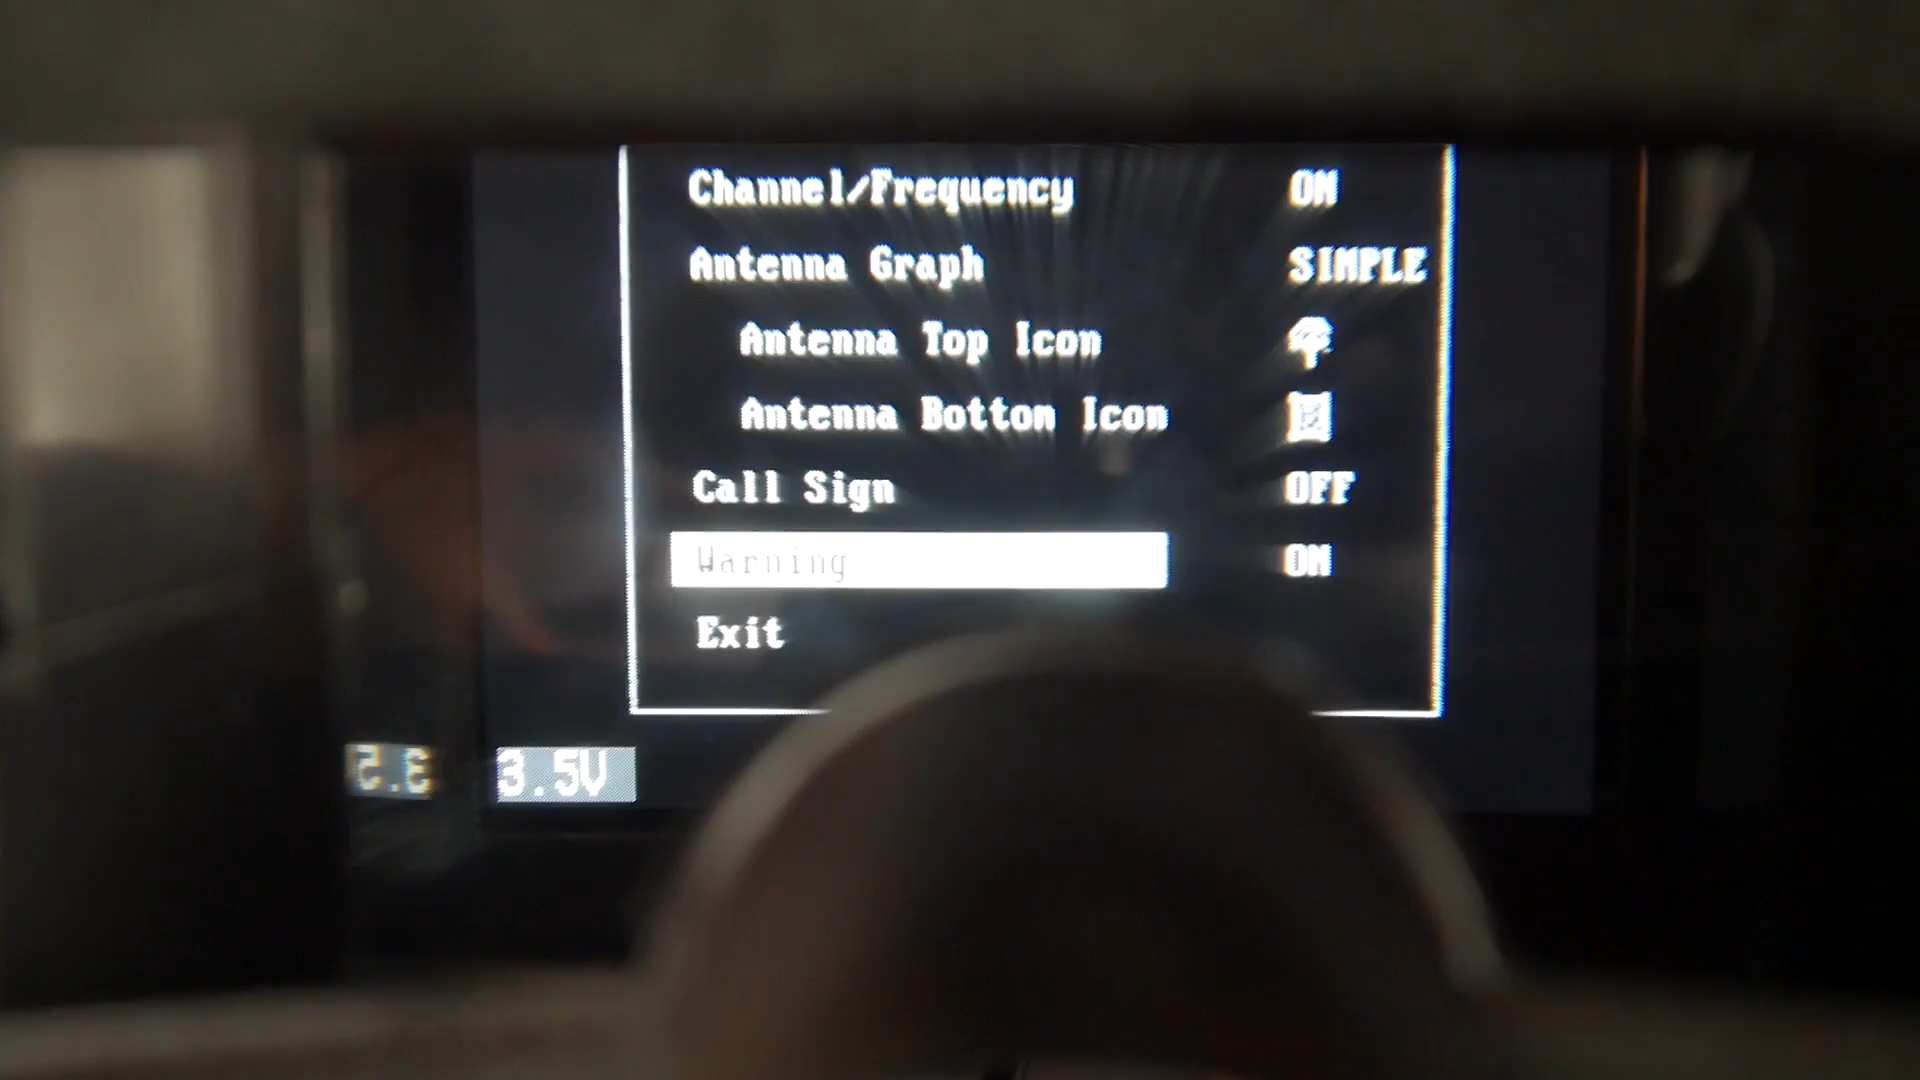 Channel/Frequency ON
Antenna Graph SIMPLE
Antenna Top Icon
Antenna Bottom Icon
Call Sign OFF
Warning ON
Exit
3.5V